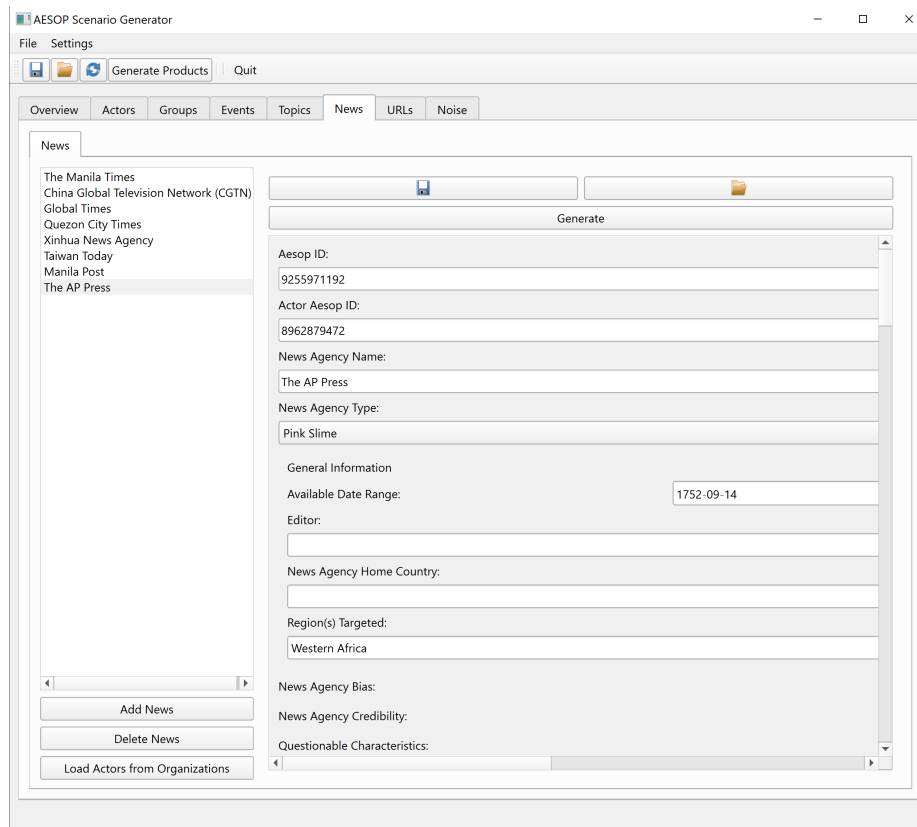 AESOP Scenario Generator
File Settings
Generate Products Quit
Overview Actors Groups Events Topics News URLs Noise
News
The Manila Times
China Global Television Network (CGTN)
Global Times
Quezon City Times
Xinhua News Agency
Taiwan Today
Manila Post
The AP Press
Add News
Delete News
Load Actors from Organizations
Generate
Aesop ID:
9255971192
Actor Aesop ID:
8962879472
News Agency Name:
The AP Press
News Agency Type:
Pink Slime
General Information
Available Date Range: 1752-09-14
Editor:
News Agency Home Country:
Region(s) Targeted:
Western Africa
News Agency Bias:
News Agency Credibility:
Questionable Characteristics: